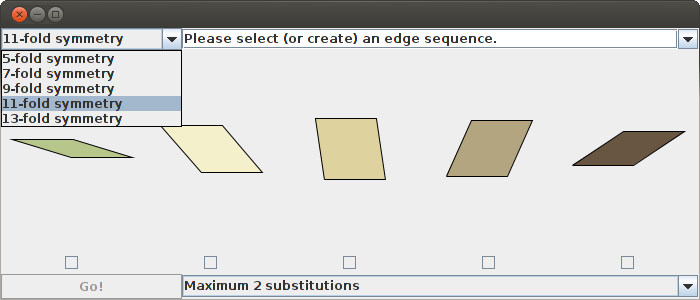 11-fold symmetry
Please select (or create) an edge sequence.
5-fold symmetry
7-fold symmetry
9-fold symmetry
11-fold symmetry
13-fold symmetry
Go!
Maximum 2 substitutions